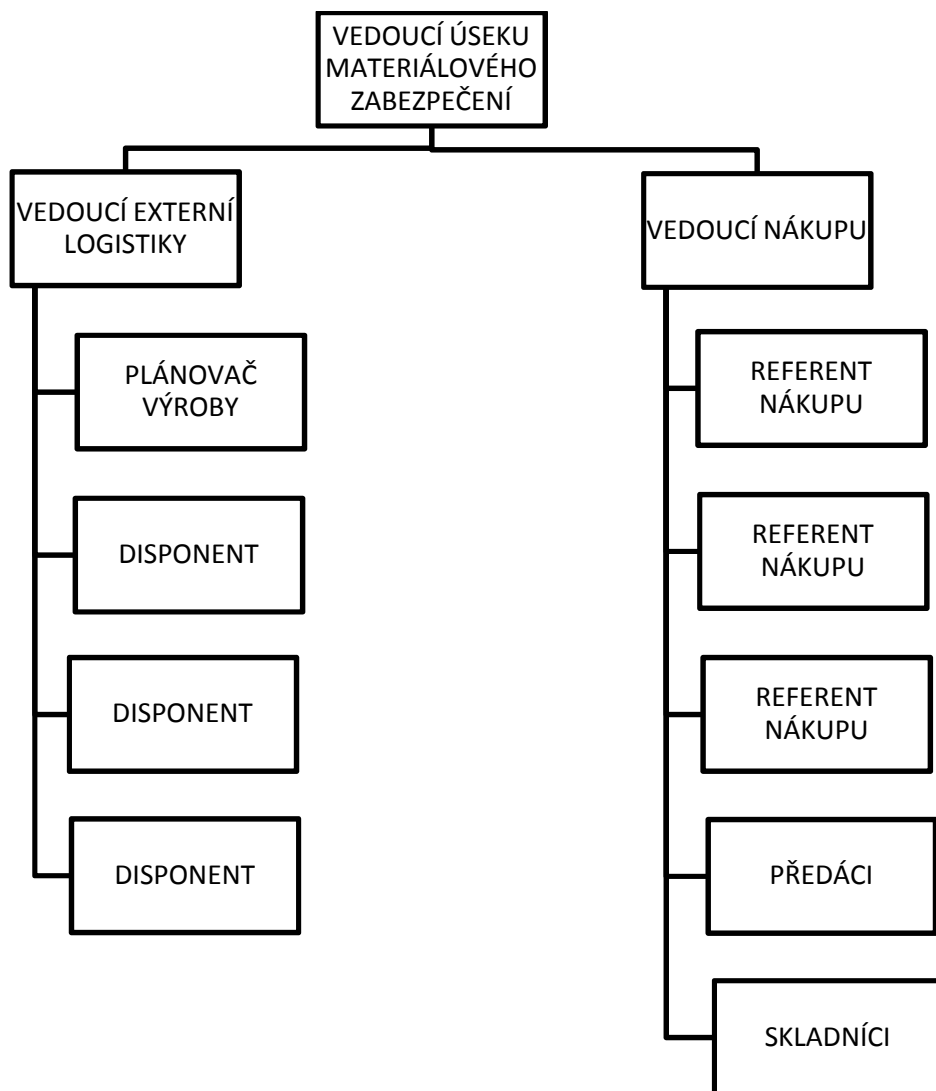 VEDOUCÍ ÚSEKU
MATERIÁLOVÉHO
ZABEZPEČENÍ
VEDOUCÍ EXTERNÍ
LOGISTIKY
PLÁNOVAČ
VÝROBY
DISPONENT
DISPONENT
DISPONENT
VEDOUCÍ NÁKUPU
REFERENT
NÁKUPU
REFERENT
NÁKUPU
REFERENT
NÁKUPU
PŘEDÁCI
SKLADNÍCI